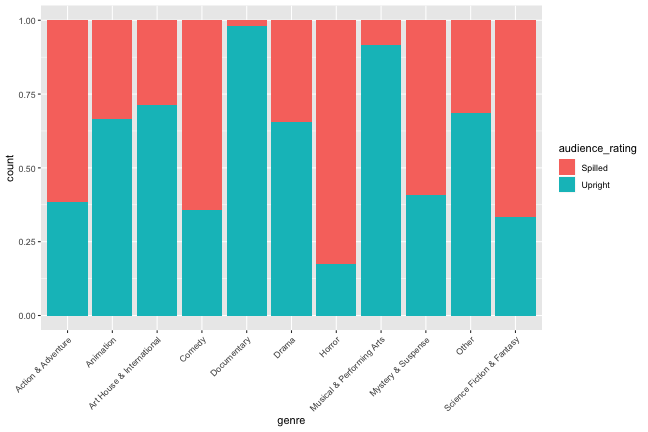 1.00
0.75
0.50
0.25
0.00
count
Action & Adventure
Animation
Art House & International
Comedy
Documentary
Drama
Horror
Musical & Performing Arts
Mystery & Suspense
Other
Science Fiction & Fantasy
genre
audience_rating
Spilled
Upright